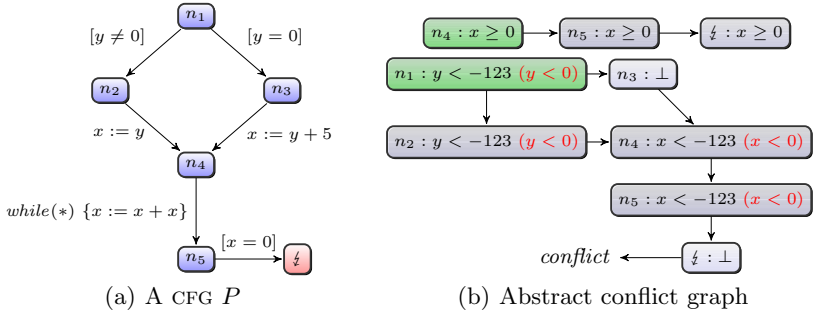 n₁
[y ≠ 0]
[y = 0]
n₂
n₃
x := y
x := y + 5
n₄
while(∗) {x := x + x}
n₅
[x = 0]
↯
(a) A CFG P
n₄ : x ≥ 0
n₅ : x ≥ 0
↯ : x ≥ 0
n₁ : y < −123 (y < 0)
n₃ : ⊥
n₂ : y < −123 (y < 0)
n₄ : x < −123 (x < 0)
n₅ : x < −123 (x < 0)
conflict
↯ : ⊥
(b) Abstract conflict graph